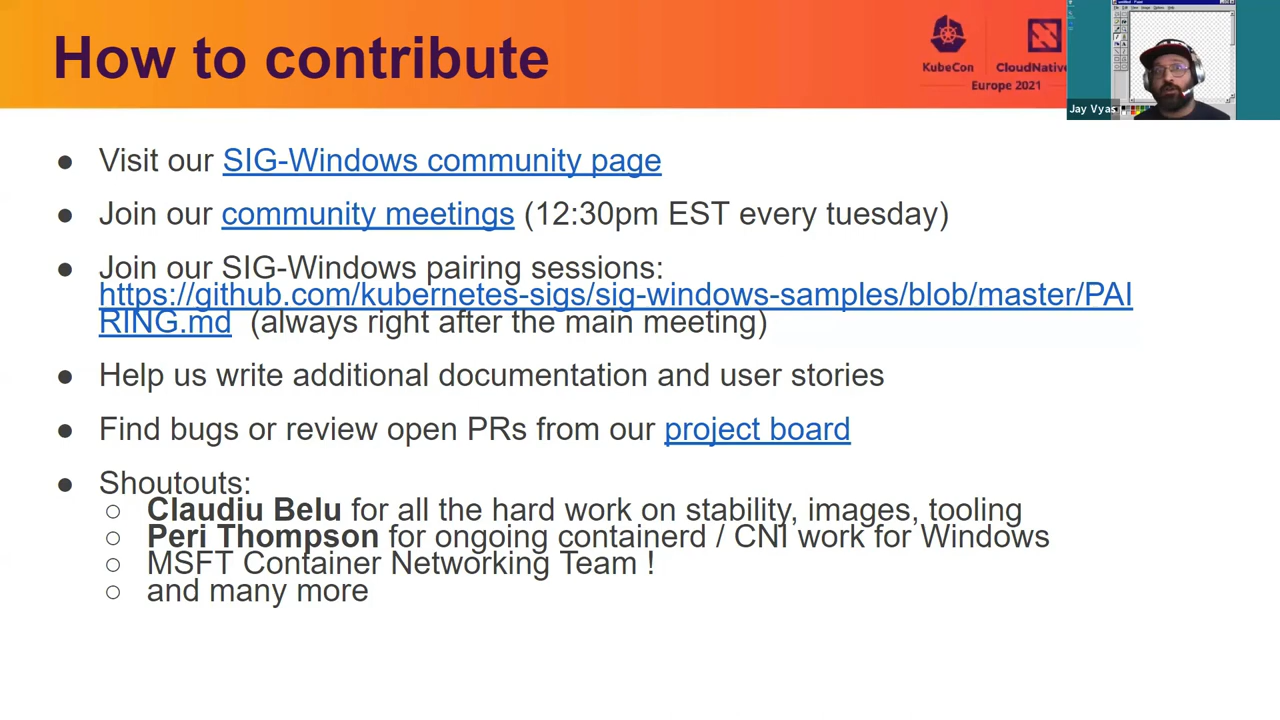 How to contribute
KubeCon
CloudNative
Europe 2021
Jay Vyas
● Visit our SIG-Windows community page
● Join our community meetings (12:30pm EST every tuesday)
● Join our SIG-Windows pairing sessions:
https://github.com/kubernetes-sigs/sig-windows-samples/blob/master/PAI
RING.md (always right after the main meeting)
● Help us write additional documentation and user stories
● Find bugs or review open PRs from our project board
● Shoutouts:
○ Claudiu Belu for all the hard work on stability, images, tooling
○ Peri Thompson for ongoing containerd / CNI work for Windows
○ MSFT Container Networking Team !
○ and many more